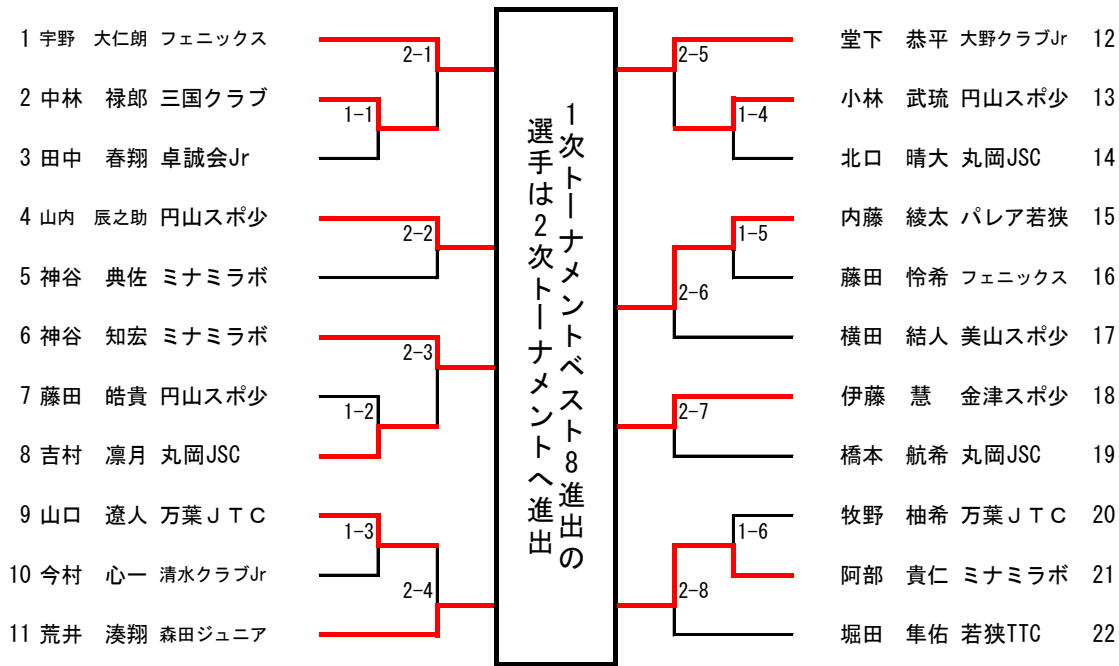 1 宇野 大仁朗 フェニックス
2 中林 禄郎 三国クラブ
3 田中 春翔 卓誠会Jr
4 山内 辰之助 円山スポ少
5 神谷 典佐 ミナミラボ
6 神谷 知宏 ミナミラボ
7 藤田 皓貴 円山スポ少
8 吉村 凛月 丸岡JSC
9 山口 遼人 万葉ＪＴＣ
10 今村 心一 清水クラブJr
11 荒井 湊翔 森田ジュニア
2-1
1-1
2-2
2-3
1-2
1-3
2-4
1次トーナメントベスト8進出の
選手は2次トーナメントへ進出
2-5
1-4
1-5
2-6
2-7
1-6
2-8
堂下 恭平 大野クラブJr 12
小林 武琉 円山スポ少 13
北口 晴大 丸岡JSC 14
内藤 綾太 パレア若狭 15
藤田 怜希 フェニックス 16
横田 結人 美山スポ少 17
伊藤 慧 金津スポ少 18
橋本 航希 丸岡JSC 19
牧野 柚希 万葉ＪＴＣ 20
阿部 貴仁 ミナミラボ 21
堀田 隼佑 若狭TTC 22